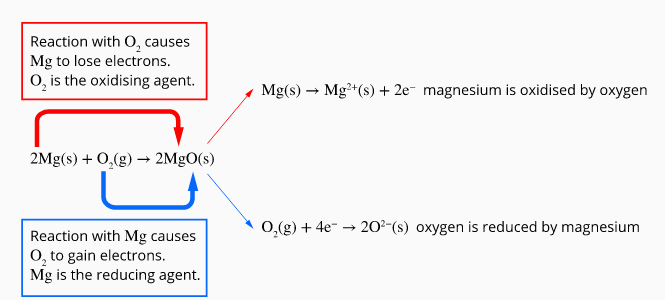 Reaction with O₂ causes
Mg to lose electrons.
O₂ is the oxidising agent.
Mg(s) → Mg²⁺(s) + 2e⁻ magnesium is oxidised by oxygen
2Mg(s) + O₂(g) → 2MgO(s)
O₂(g) + 4e⁻ → 2O²⁻(s) oxygen is reduced by magnesium
Reaction with Mg causes
O₂ to gain electrons.
Mg is the reducing agent.